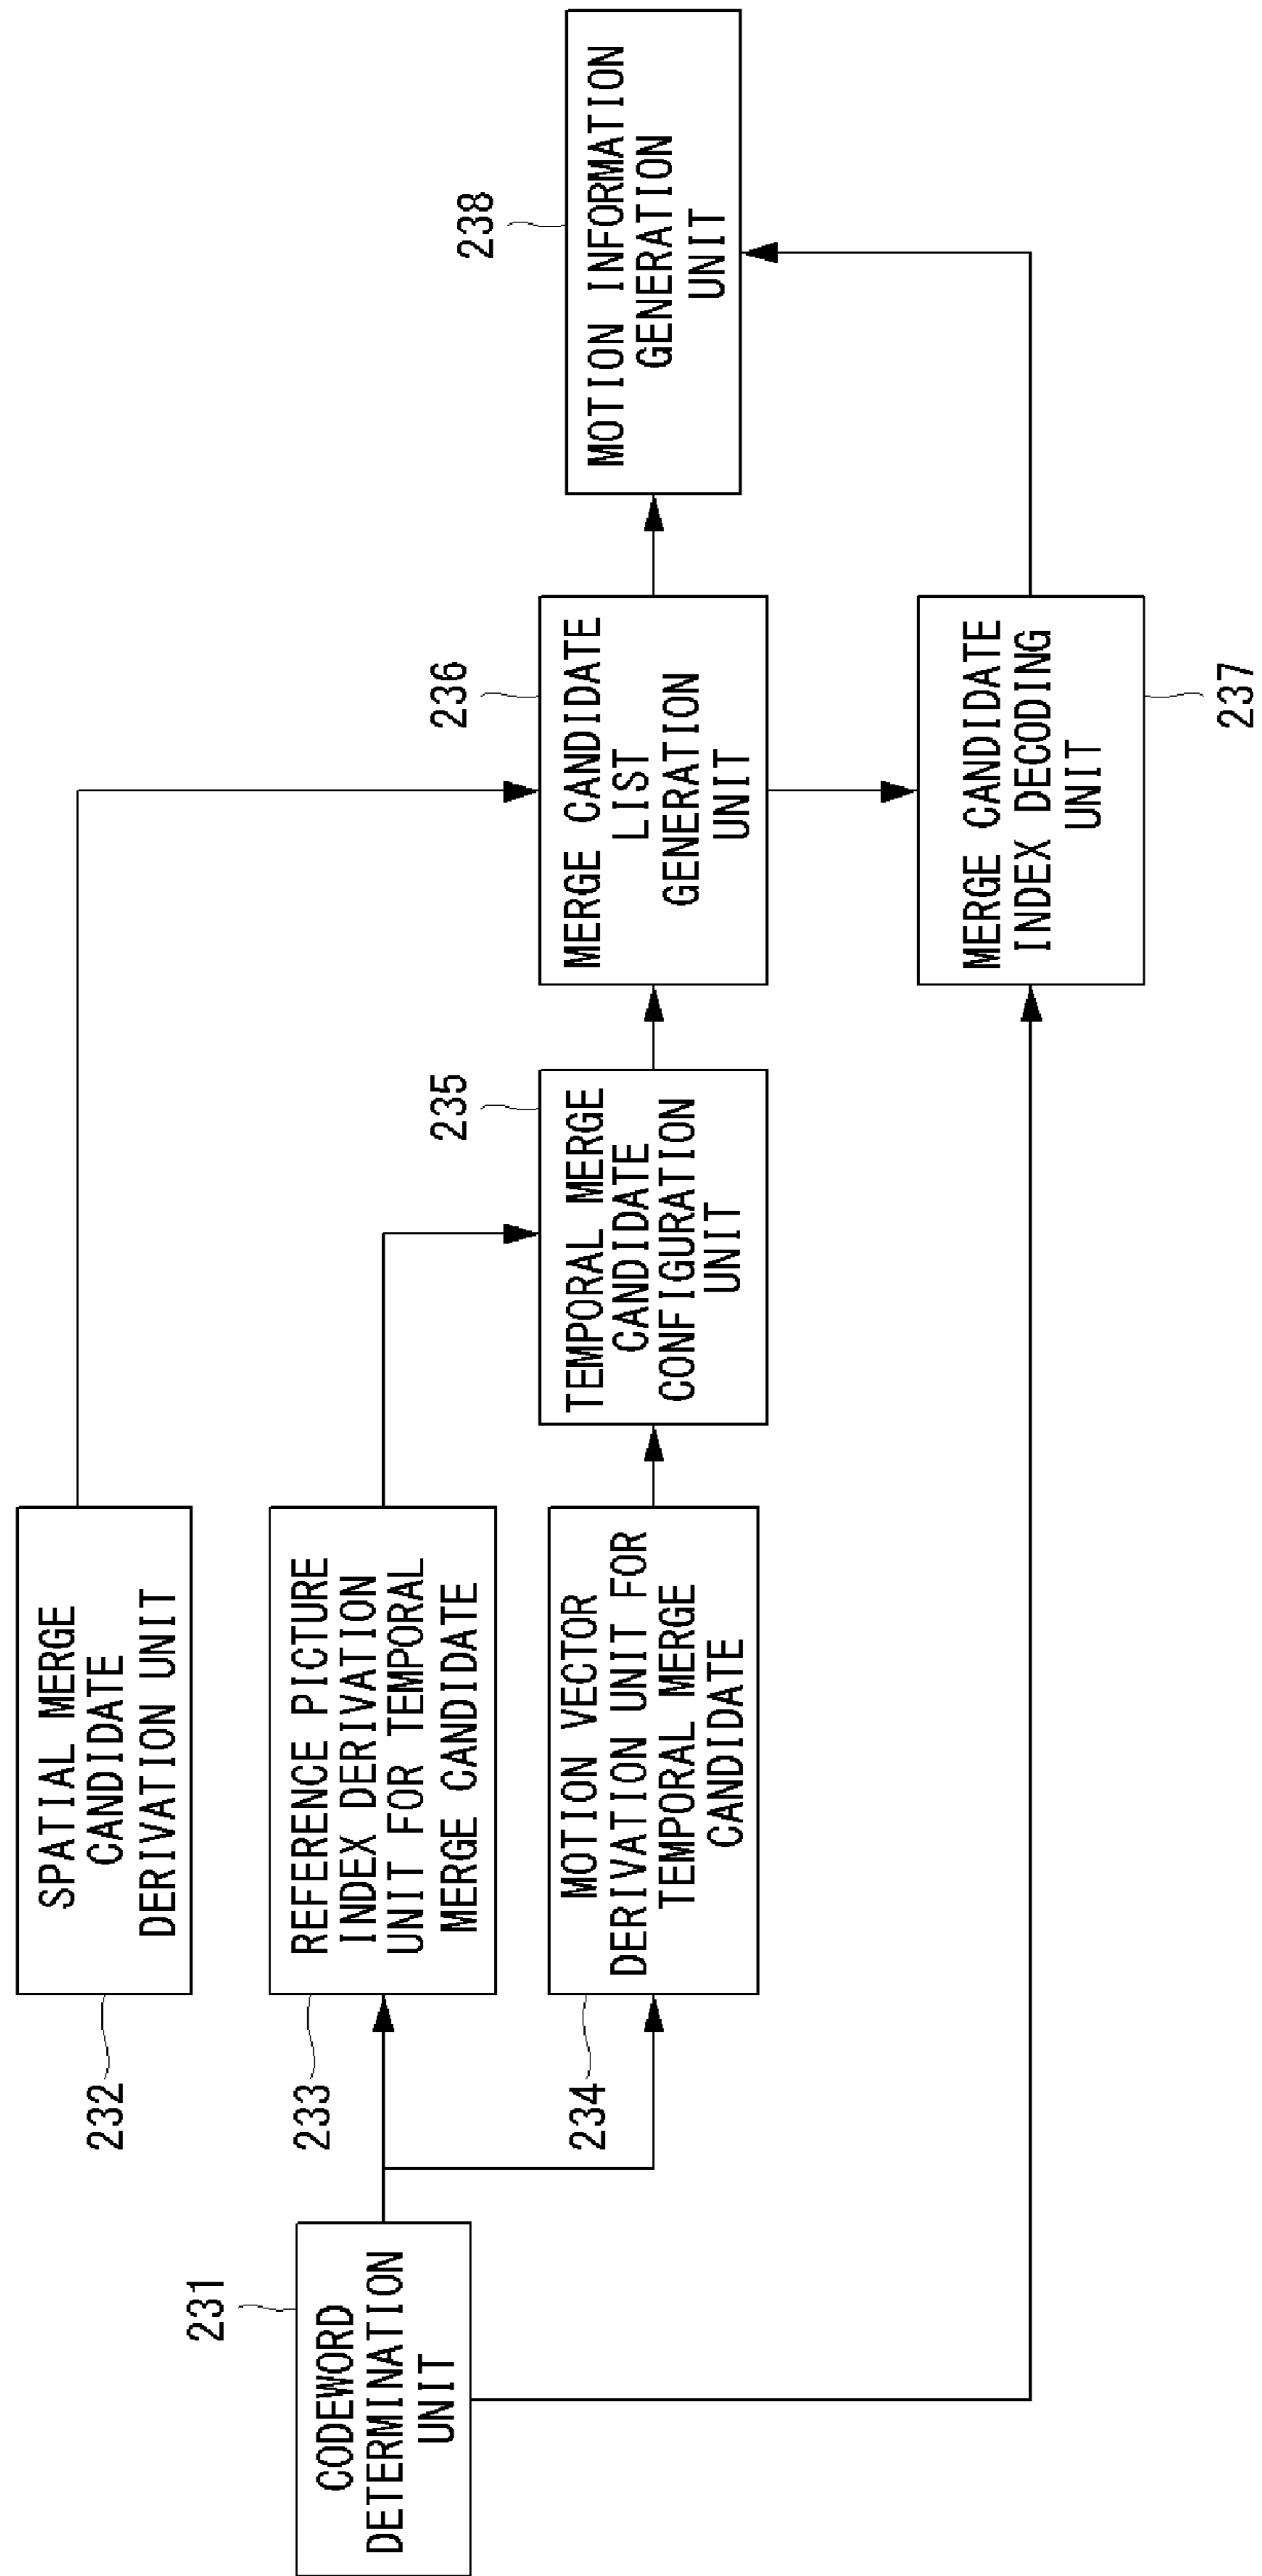 231
CODEWORD
DETERMINATION
UNIT
232
SPATIAL MERGE
CANDIDATE
DERIVATION UNIT
233
REFERENCE PICTURE
INDEX DERIVATION
UNIT FOR TEMPORAL
MERGE CANDIDATE
234
MOTION VECTOR
DERIVATION UNIT FOR
TEMPORAL MERGE
CANDIDATE
235
TEMPORAL MERGE
CANDIDATE
CONFIGURATION
UNIT
236
MERGE CANDIDATE
LIST
GENERATION
UNIT
MERGE CANDIDATE
INDEX DECODING
UNIT
237
238
MOTION INFORMATION
GENERATION
UNIT